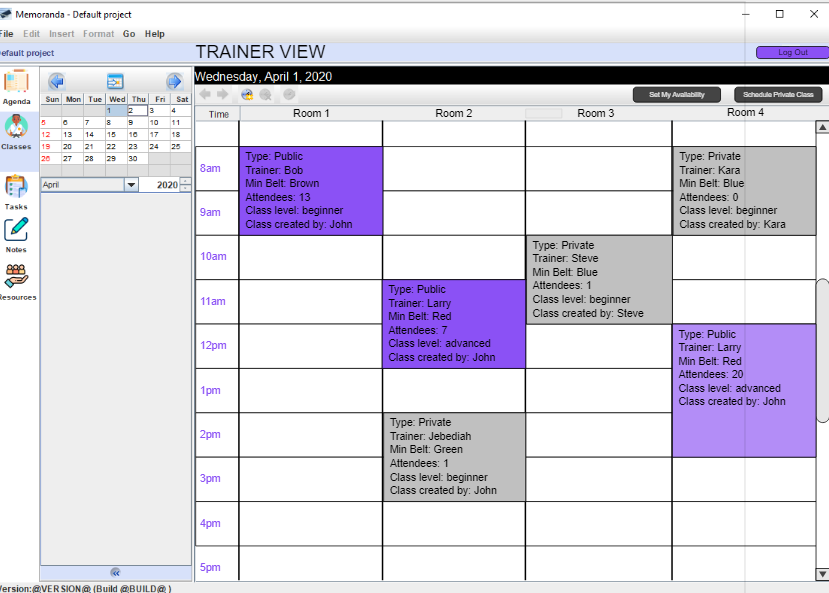 Memoranda - Default project
File Edit Insert Format Go Help
Default project
TRAINER VIEW
Log Out
Agenda
Classes
Tasks
Notes
Resources
Sun Mon Tue Wed Thu Fri Sat
1 2 3 4
5 6 7 8 9 10 11
12 13 14 15 16 17 18
19 20 21 22 23 24 25
26 27 28 29 30
April 2020
Wednesday, April 1, 2020
Set My Availability
Schedule Private Class
Time Room 1 Room 2 Room 3 Room 4
8am
9am
10am
11am
12pm
1pm
2pm
3pm
4pm
5pm
Type: Public
Trainer: Bob
Min Belt: Brown
Attendees: 13
Class level: beginner
Class created by: John
Type: Public
Trainer: Larry
Min Belt: Red
Attendees: 7
Class level: advanced
Class created by: John
Type: Private
Trainer: Jebediah
Min Belt: Green
Attendees: 1
Class level: beginner
Class created by: John
Type: Private
Trainer: Steve
Min Belt: Blue
Attendees: 1
Class level: beginner
Class created by: Steve
Type: Private
Trainer: Kara
Min Belt: Blue
Attendees: 0
Class level: beginner
Class created by: Kara
Type: Public
Trainer: Larry
Min Belt: Red
Attendees: 20
Class level: advanced
Class created by: John
Version:@VERSION@ (Build @BUILD@ )